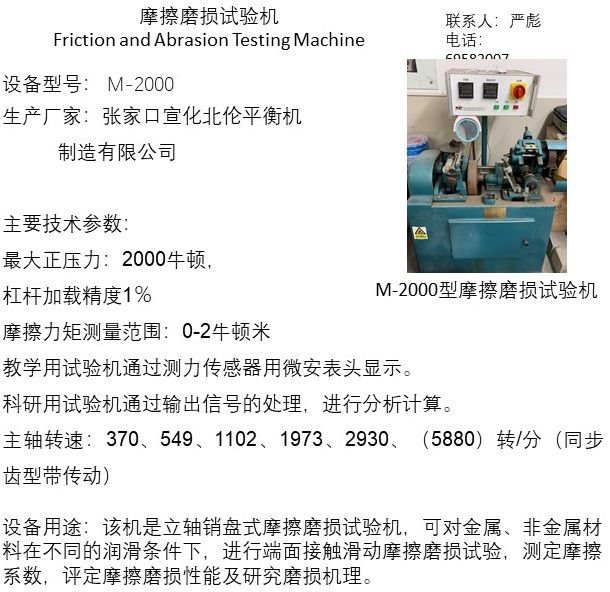 摩擦磨损试验机
Friction and Abrasion Testing Machine
联系人：严彪
电话：
69582007
设备型号： M-2000
生产厂家：张家口宣化北伦平衡机
制造有限公司
主要技术参数：
最大正压力：2000牛顿，
杠杆加载精度1％
摩擦力矩测量范围：0-2牛顿米
教学用试验机通过测力传感器用微安表头显示。
科研用试验机通过输出信号的处理，进行分析计算。
主轴转速：370、549、1102、1973、2930、（5880）转/分（同步
齿型带传动）
M-2000型摩擦磨损试验机
设备用途：该机是立轴销盘式摩擦磨损试验机，可对金属、非金属材
料在不同的润滑条件下，进行端面接触滑动摩擦磨损试验，测定摩擦
系数，评定摩擦磨损性能及研究磨损机理。